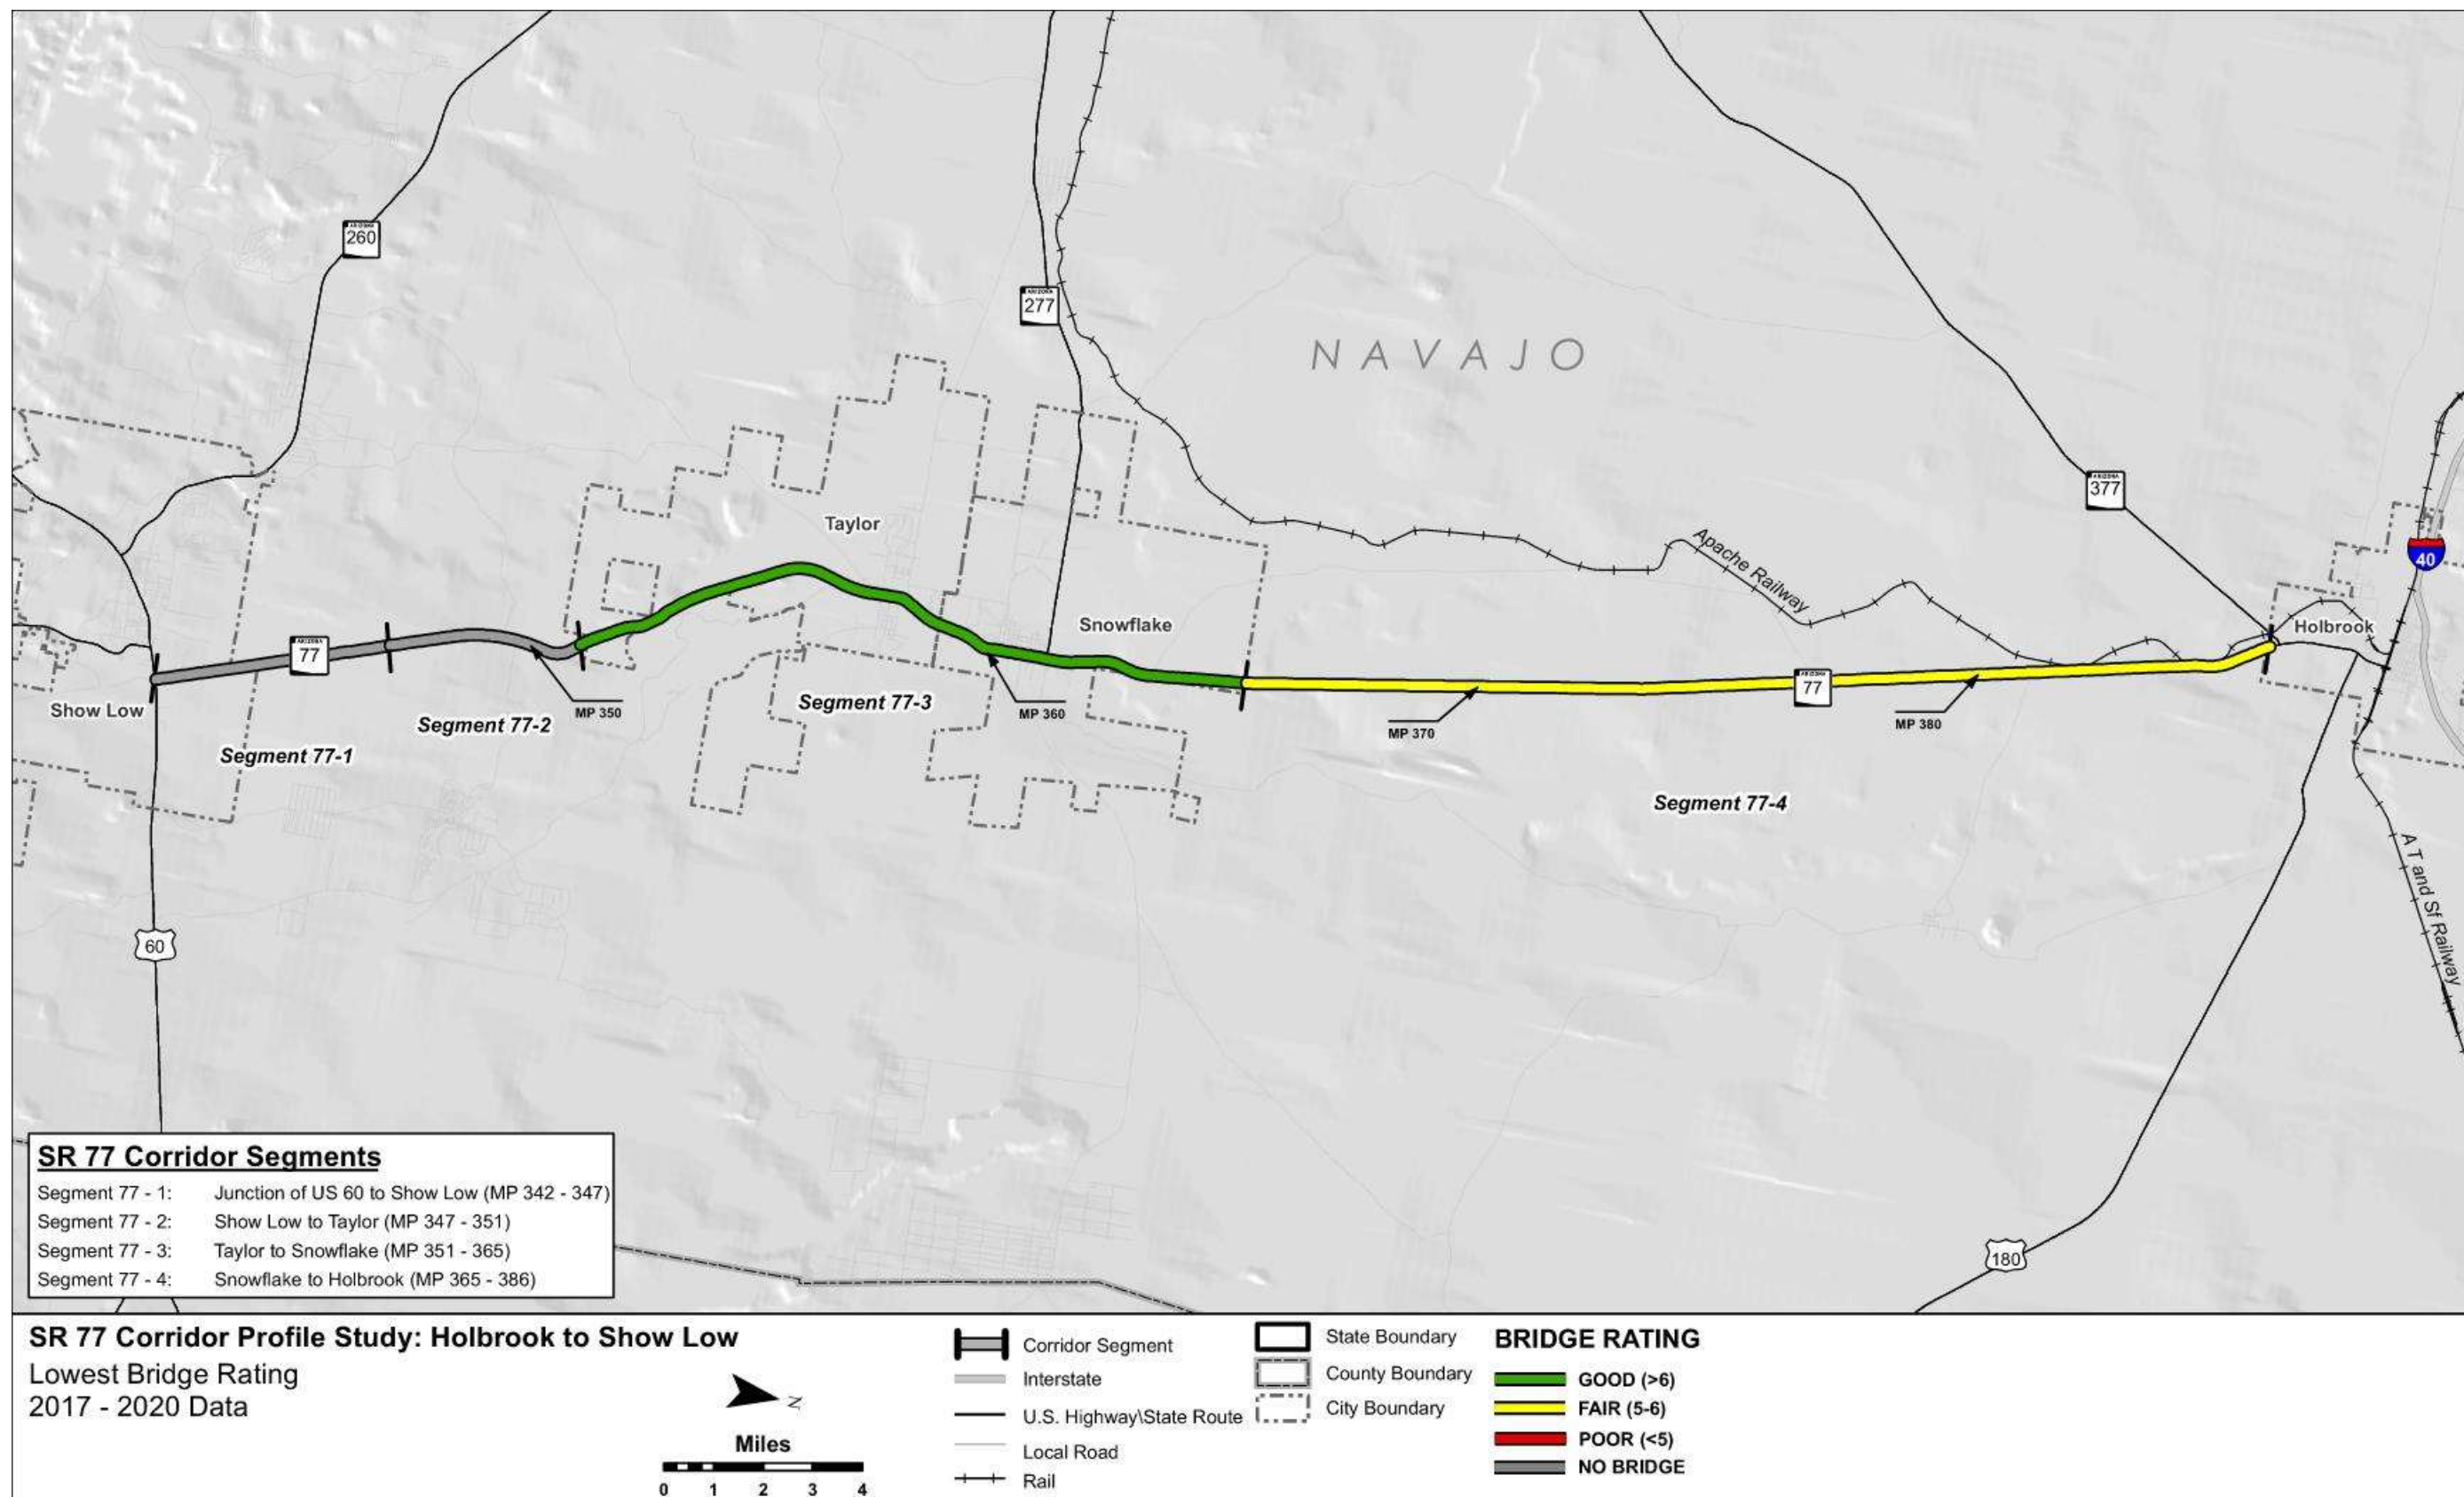 ARIZONA
260
ARIZONA
277
NAVAJO
ARIZONA
377
Taylor
Apache Railway
40
Snowflake
Holbrook
ARIZONA
77
ARIZONA
77
Show Low
Segment 77-1
Segment 77-2
MP 350
Segment 77-3
MP 360
MP 370
MP 380
Segment 77-4
A T and Sf Railway
60
180
SR 77 Corridor Segments
Segment 77 - 1: Junction of US 60 to Show Low (MP 342 - 347)
Segment 77 - 2: Show Low to Taylor (MP 347 - 351)
Segment 77 - 3: Taylor to Snowflake (MP 351 - 365)
Segment 77 - 4: Snowflake to Holbrook (MP 365 - 386)
SR 77 Corridor Profile Study: Holbrook to Show Low
Lowest Bridge Rating
2017 - 2020 Data
N
Miles
0 1 2 3 4
Corridor Segment
Interstate
U.S. Highway\State Route
Local Road
Rail
State Boundary
County Boundary
City Boundary
BRIDGE RATING
GOOD (>6)
FAIR (5-6)
POOR (<5)
NO BRIDGE